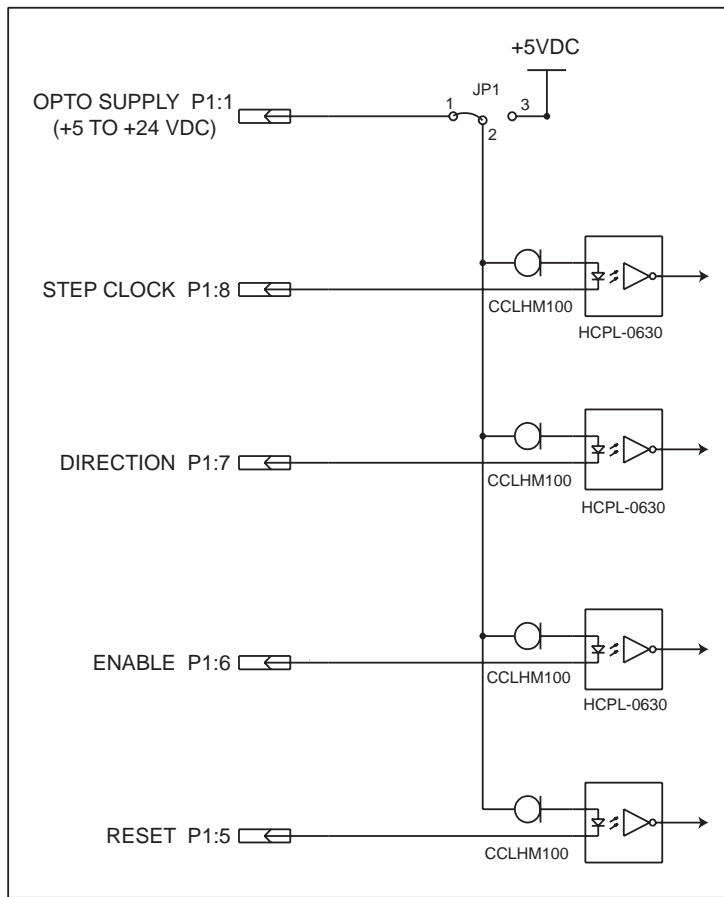 +5VDC
JP1
OPTO SUPPLY P1:1
(+5 TO +24 VDC)
1
3
2
STEP CLOCK P1:8
CCLHM100
HCPL-0630
DIRECTION P1:7
CCLHM100
HCPL-0630
ENABLE P1:6
CCLHM100
HCPL-0630
RESET P1:5
CCLHM100